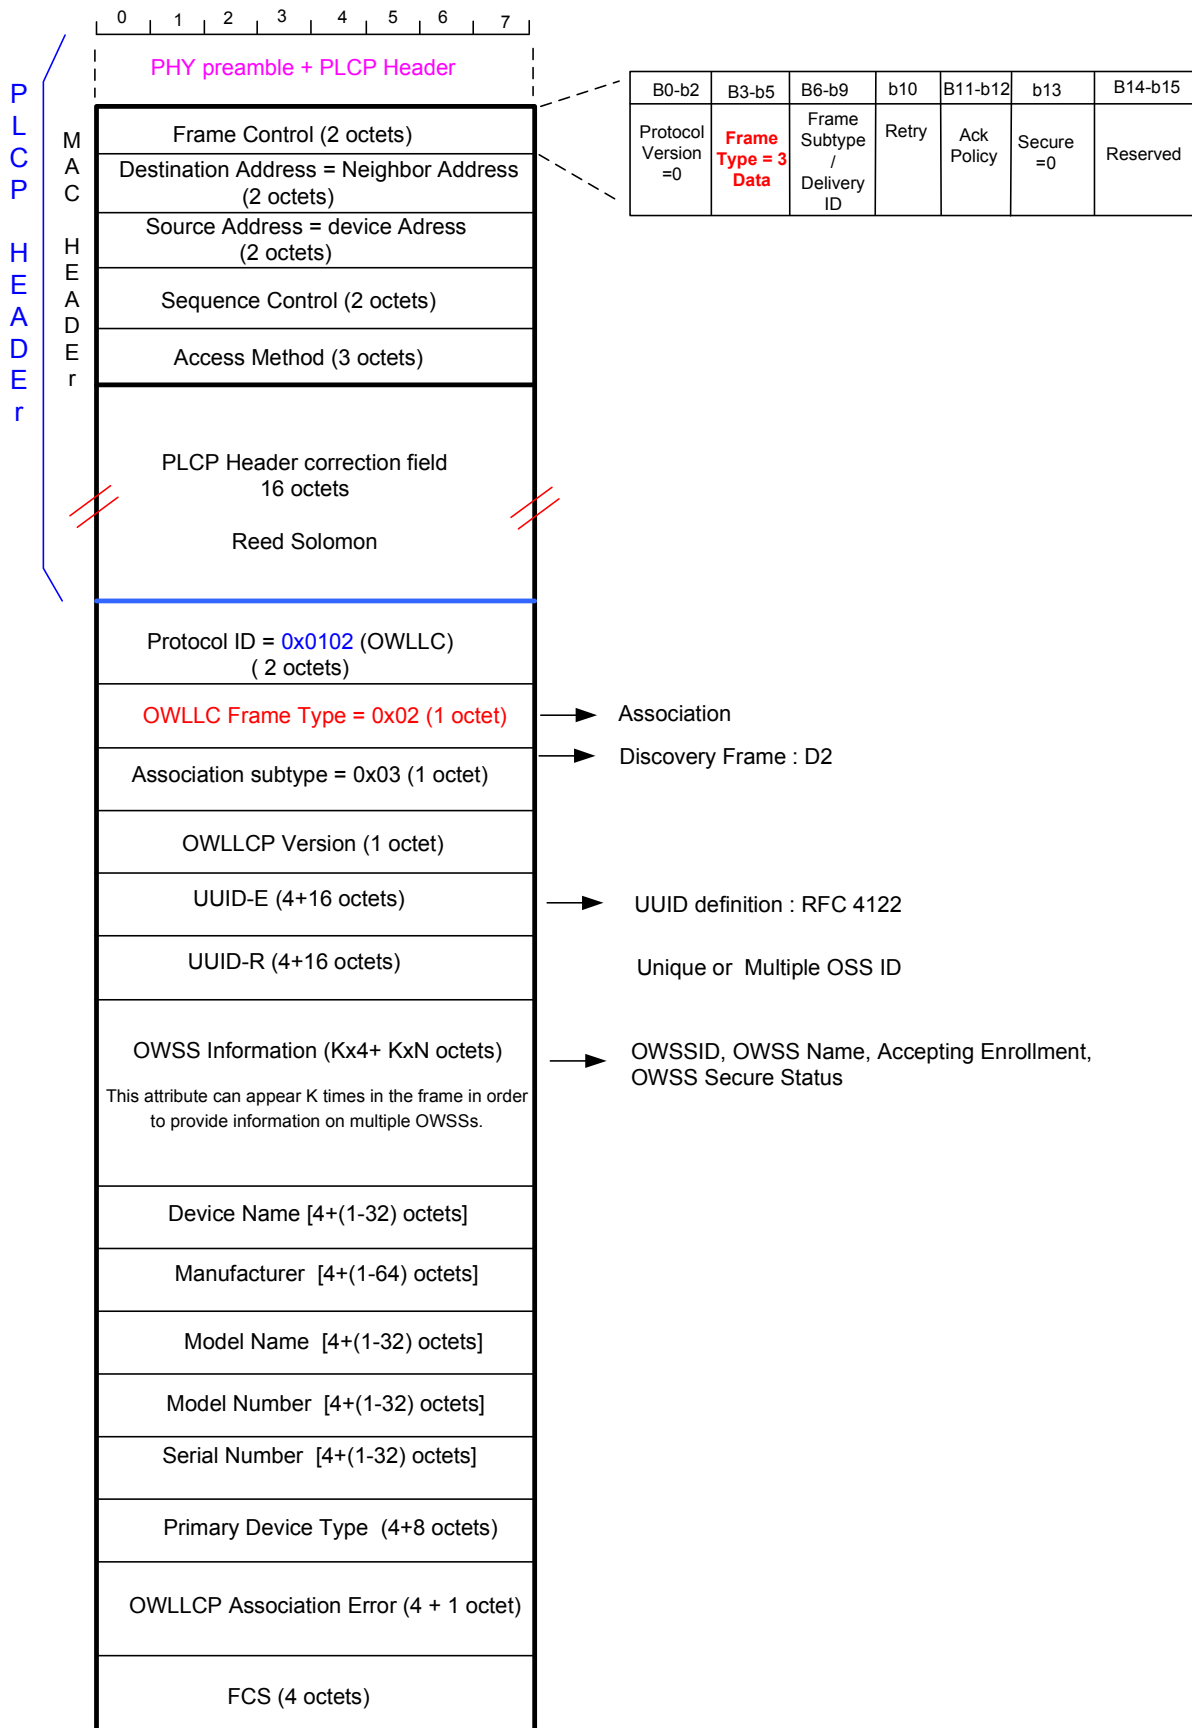 0 1 2 3 4 5 6 7
PHY preamble + PLCP Header
PLCP HEADEr
MAC HEADEr
B0-b2 B3-b5 B6-b9 b10 B11-b12 b13 B14-b15
Protocol Version =0
Frame Type = 3 Data
Frame Subtype / Delivery ID
Retry
Ack Policy
Secure =0
Reserved
Frame Control (2 octets)
Destination Address = Neighbor Address
(2 octets)
Source Address = device Adress
(2 octets)
Sequence Control (2 octets)
Access Method (3 octets)
PLCP Header correction field
16 octets
Reed Solomon
Protocol ID = 0x0102 (OWLLC)
( 2 octets)
OWLLC Frame Type = 0x02 (1 octet)
Association
Discovery Frame : D2
Association subtype = 0x03 (1 octet)
OWLLCP Version (1 octet)
UUID-E (4+16 octets)
UUID definition : RFC 4122
UUID-R (4+16 octets)
Unique or Multiple OSS ID
OWSS Information (Kx4+ KxN octets)
OWSSID, OWSS Name, Accepting Enrollment,
OWSS Secure Status
This attribute can appear K times in the frame in order
to provide information on multiple OWSSs.
Device Name [4+(1-32) octets]
Manufacturer [4+(1-64) octets]
Model Name [4+(1-32) octets]
Model Number [4+(1-32) octets]
Serial Number [4+(1-32) octets]
Primary Device Type (4+8 octets)
OWLLCP Association Error (4 + 1 octet)
FCS (4 octets)